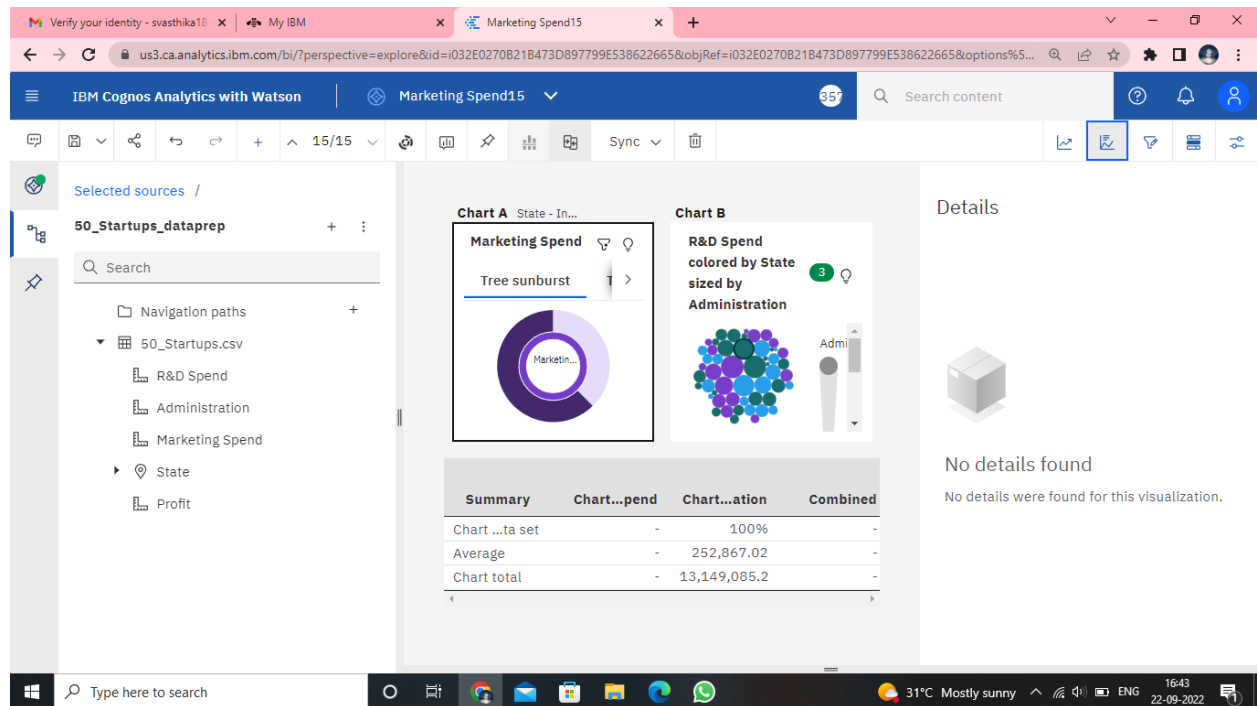 Verify your identity - svasthika18
My IBM
Marketing Spend15
us3.ca.analytics.ibm.com/bi/?perspective=explore&id=i032E0270B21B473D897799E538622665&objRef=i032E0270B21B473D897799E538622665&options%5...
IBM Cognos Analytics with Watson
Marketing Spend15
357
Search content
15/15
Sync
Selected sources /
50_Startups_dataprep
Search
Navigation paths
50_Startups.csv
R&D Spend
Administration
Marketing Spend
State
Profit
Chart A State - In...
Marketing Spend
Tree sunburst
Marketin...
Chart B
R&D Spend
colored by State
sized by
Administration
3
Admi
Summary Chart...pend Chart...ation Combined
Chart ...ta set - 100% -
Average - 252,867.02 -
Chart total - 13,149,085.2 -
Details
No details found
No details were found for this visualization.
Type here to search
31°C Mostly sunny
ENG
16:43
22-09-2022
1